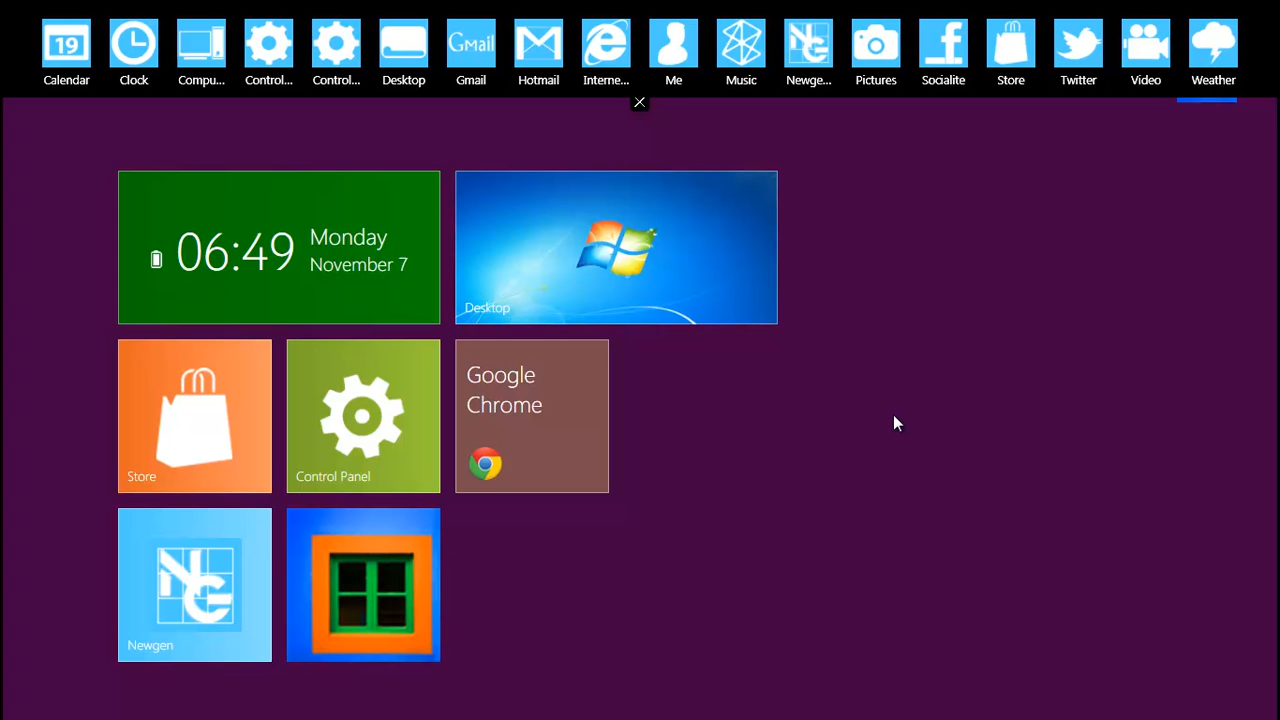 19
Gmail
Calendar
Clock
Compu...
Control...
Control...
Desktop
Gmail
Hotmail
Interne...
Me
Music
Newge...
Pictures
Socialite
Store
Twitter
Video
Weather
06:49
Monday
November 7
Desktop
Store
Control Panel
Google
Chrome
NG
Newgen